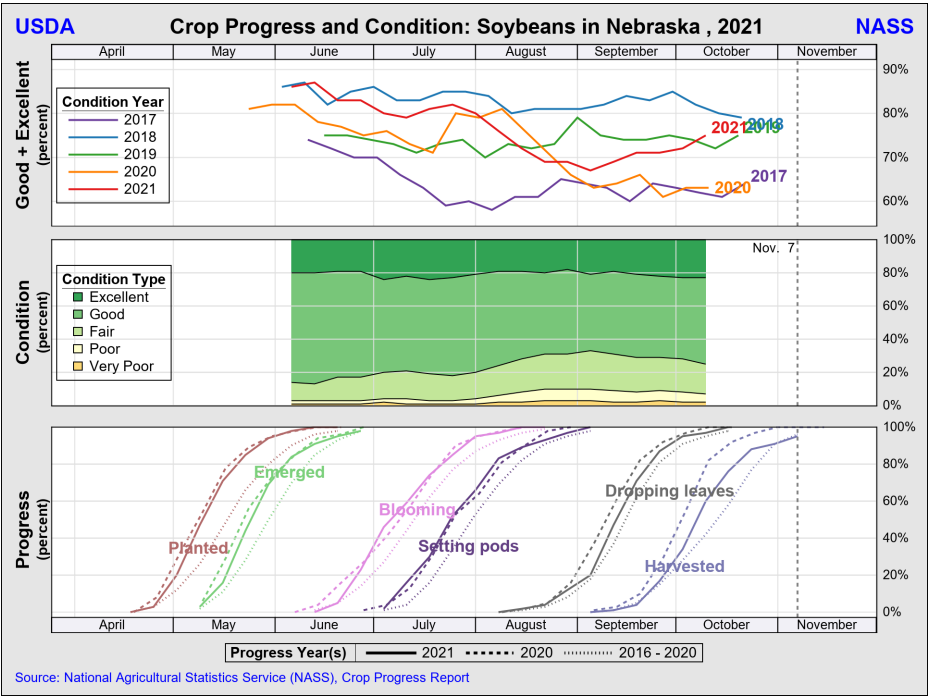 USDA Crop Progress and Condition: Soybeans in Nebraska , 2021 NASS
April May June July August September October November
Good + Excellent
(percent)
90%
80%
70%
60%
Condition Year
2017
2018
2019
2020
2021
2021
2018
2019
2017
2020
Condition
(percent)
100%
80%
60%
40%
20%
0%
Nov. 7
Condition Type
Excellent
Good
Fair
Poor
Very Poor
Progress
(percent)
100%
80%
60%
40%
20%
0%
Planted
Emerged
Blooming
Setting pods
Dropping leaves
Harvested
April May June July August September October November
Progress Year(s) 2021 2020 2016 - 2020
Source: National Agricultural Statistics Service (NASS), Crop Progress Report